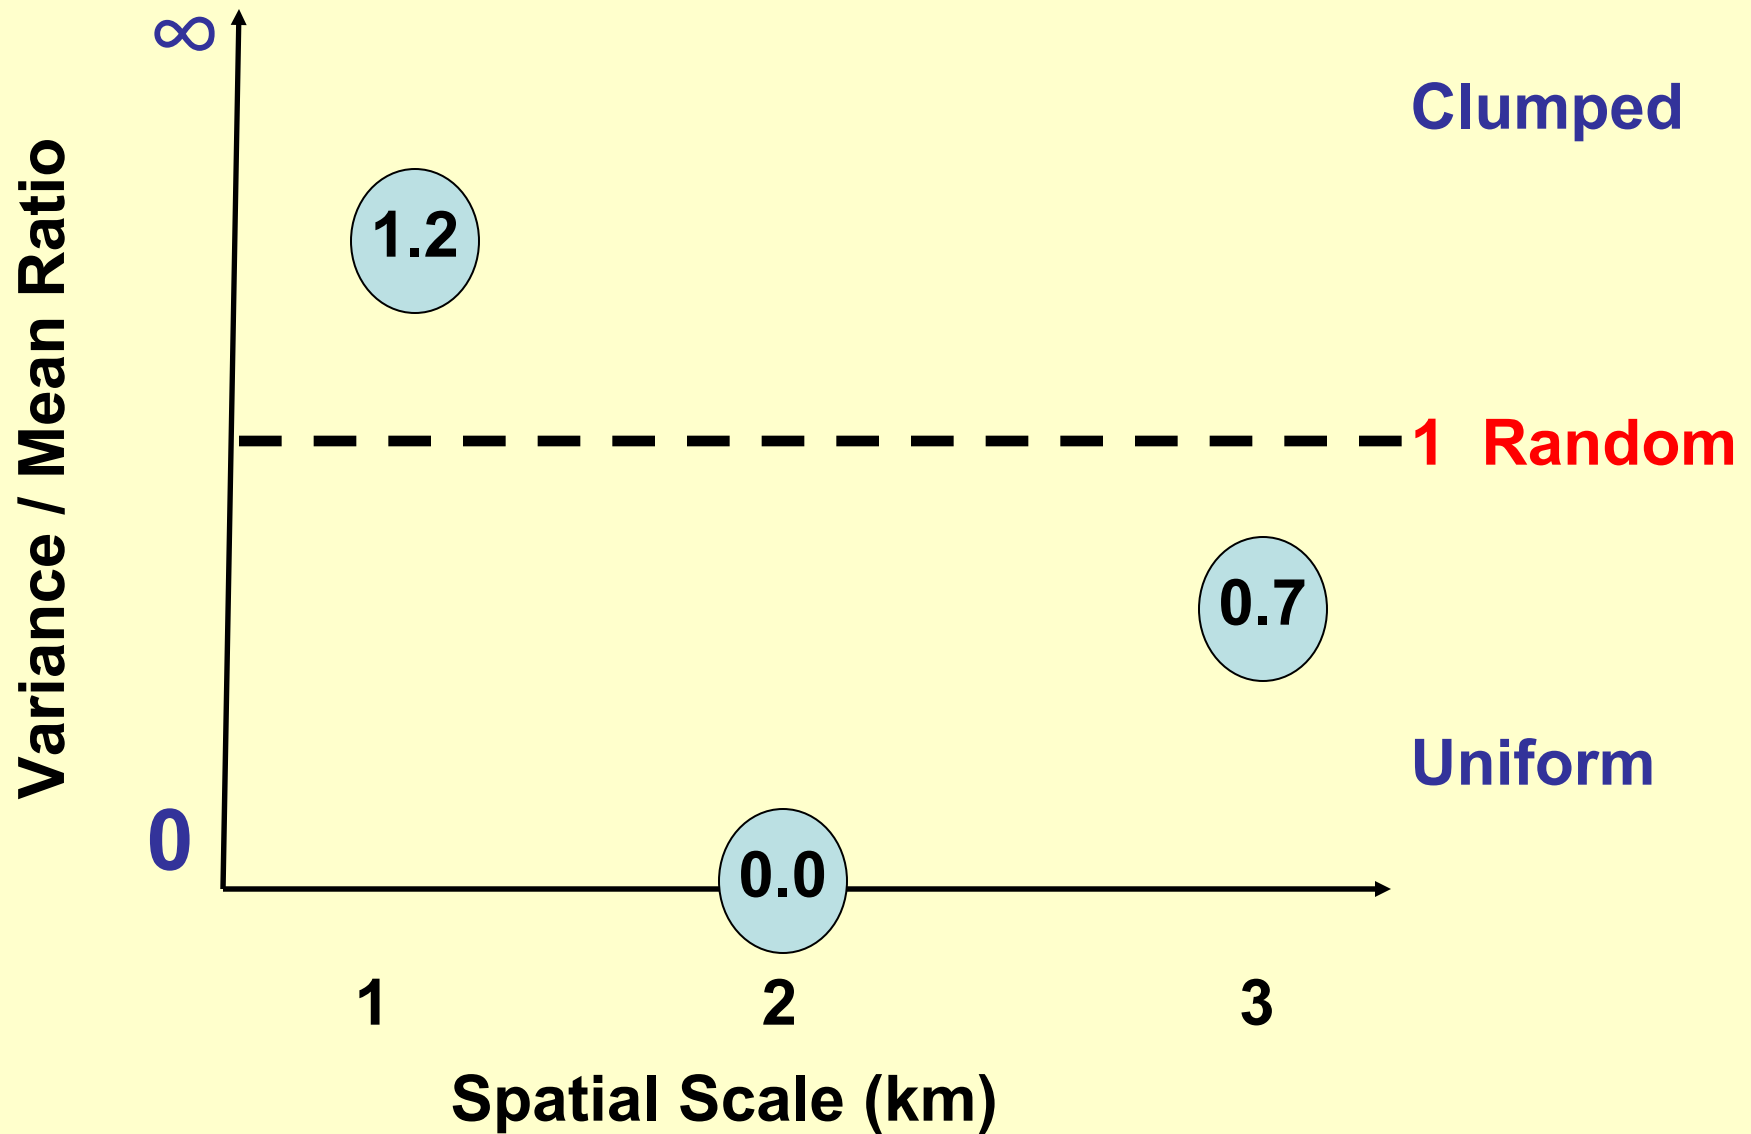 ∞
Clumped
Variance / Mean Ratio
1.2
1 Random
0.7
Uniform
0
0.0
1 2 3
Spatial Scale (km)